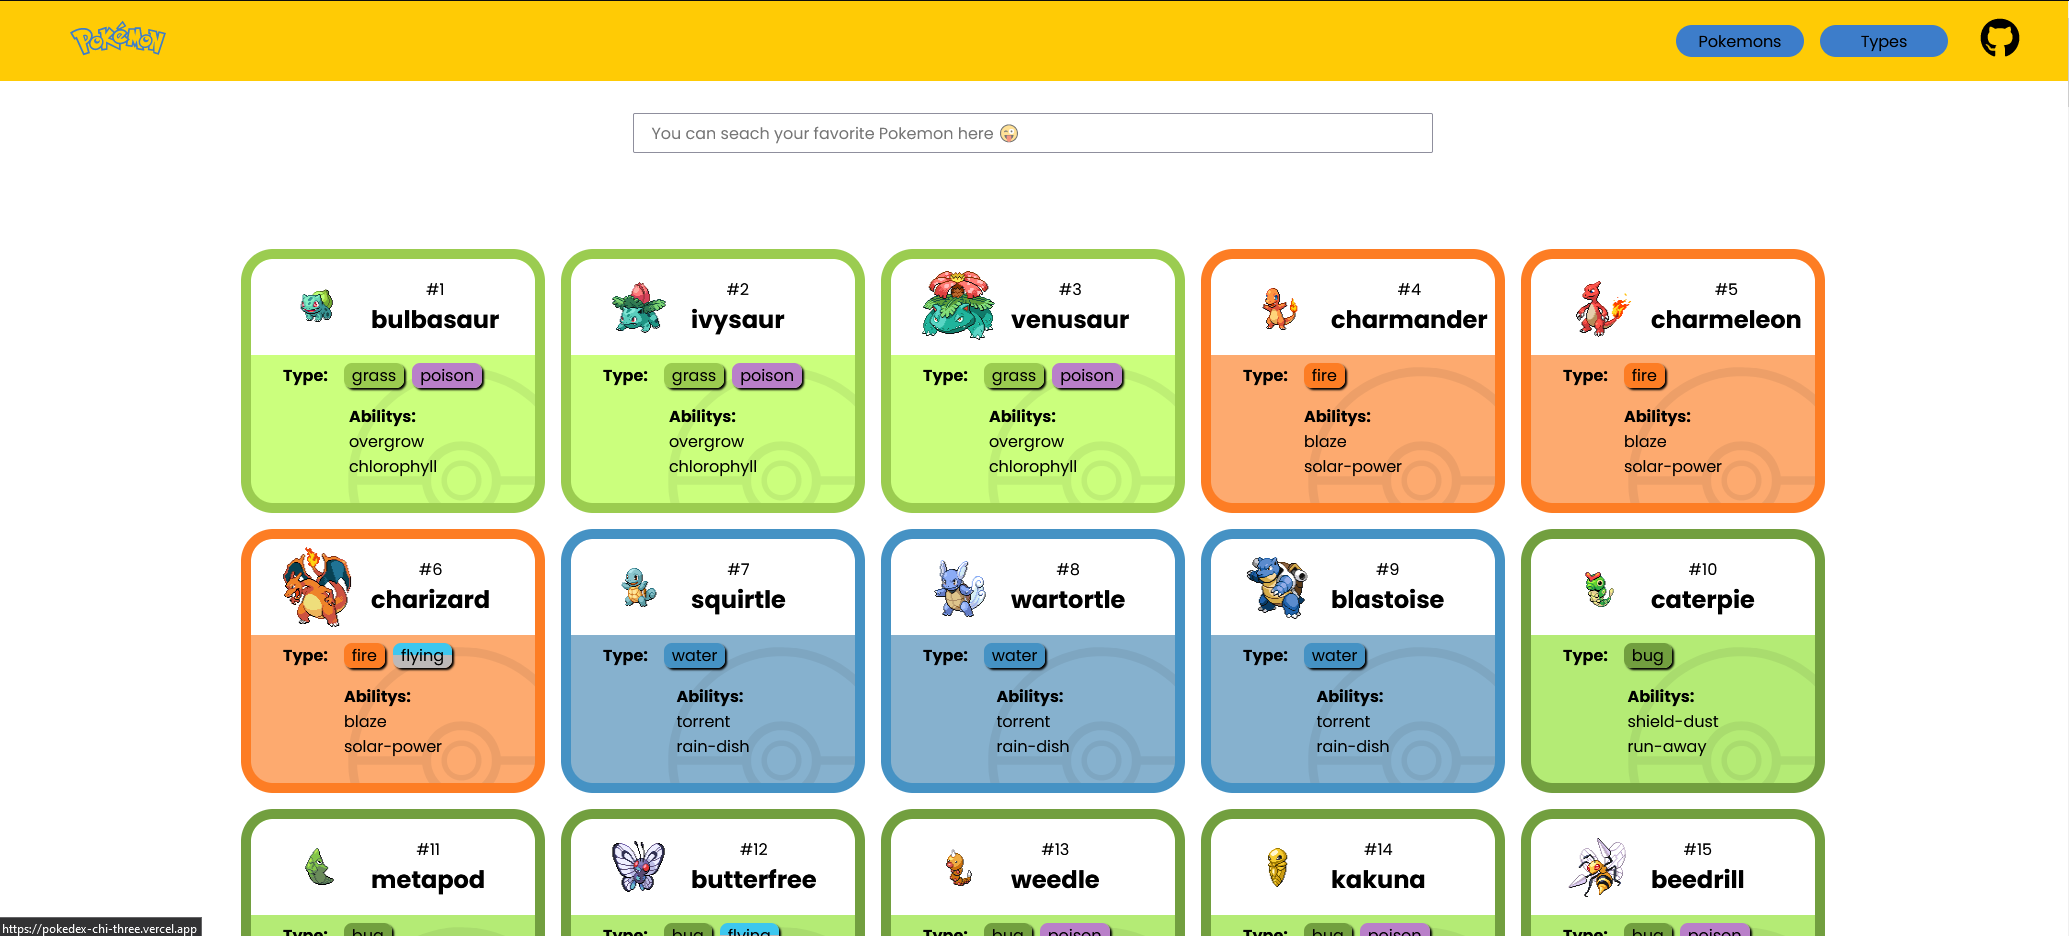 POKéMON
Pokemons
Types
You can seach your favorite Pokemon here 😜
#1
bulbasaur
Type: grass poison
Abilitys:
overgrow
chlorophyll
#2
ivysaur
Type: grass poison
Abilitys:
overgrow
chlorophyll
#3
venusaur
Type: grass poison
Abilitys:
overgrow
chlorophyll
#4
charmander
Type: fire
Abilitys:
blaze
solar-power
#5
charmeleon
Type: fire
Abilitys:
blaze
solar-power
#6
charizard
Type: fire flying
Abilitys:
blaze
solar-power
#7
squirtle
Type: water
Abilitys:
torrent
rain-dish
#8
wartortle
Type: water
Abilitys:
torrent
rain-dish
#9
blastoise
Type: water
Abilitys:
torrent
rain-dish
#10
caterpie
Type: bug
Abilitys:
shield-dust
run-away
#11
metapod
Type: bug
#12
butterfree
Type: bug flying
#13
weedle
Type: bug poison
#14
kakuna
Type: bug poison
#15
beedrill
Type: bug poison
https://pokedex-chi-three.vercel.app